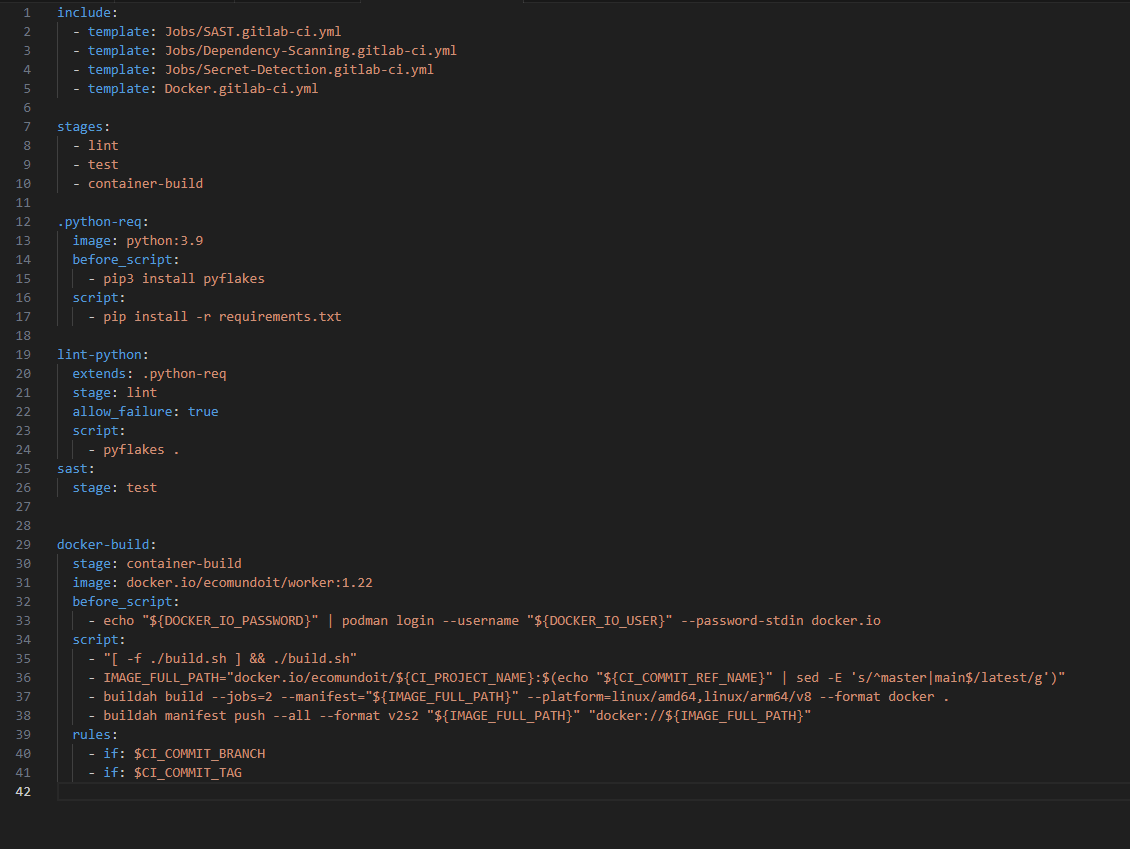 1 include:
2   - template: Jobs/SAST.gitlab-ci.yml
3   - template: Jobs/Dependency-Scanning.gitlab-ci.yml
4   - template: Jobs/Secret-Detection.gitlab-ci.yml
5   - template: Docker.gitlab-ci.yml
6
7 stages:
8   - lint
9   - test
10   - container-build
11
12 .python-req:
13   image: python:3.9
14   before_script:
15     - pip3 install pyflakes
16   script:
17     - pip install -r requirements.txt
18
19 lint-python:
20   extends: .python-req
21   stage: lint
22   allow_failure: true
23   script:
24     - pyflakes .
25 sast:
26   stage: test
27
28
29 docker-build:
30   stage: container-build
31   image: docker.io/ecomundoit/worker:1.22
32   before_script:
33     - echo "${DOCKER_IO_PASSWORD}" | podman login --username "${DOCKER_IO_USER}" --password-stdin docker.io
34   script:
35     - "[ -f ./build.sh ] && ./build.sh"
36     - IMAGE_FULL_PATH="docker.io/ecomundoit/${CI_PROJECT_NAME}:$(echo "${CI_COMMIT_REF_NAME}" | sed -E 's/^master|main$/latest/g')"
37     - buildah build --jobs=2 --manifest="${IMAGE_FULL_PATH}" --platform=linux/amd64,linux/arm64/v8 --format docker .
38     - buildah manifest push --all --format v2s2 "${IMAGE_FULL_PATH}" "docker://${IMAGE_FULL_PATH}"
39   rules:
40     - if: $CI_COMMIT_BRANCH
41     - if: $CI_COMMIT_TAG
42